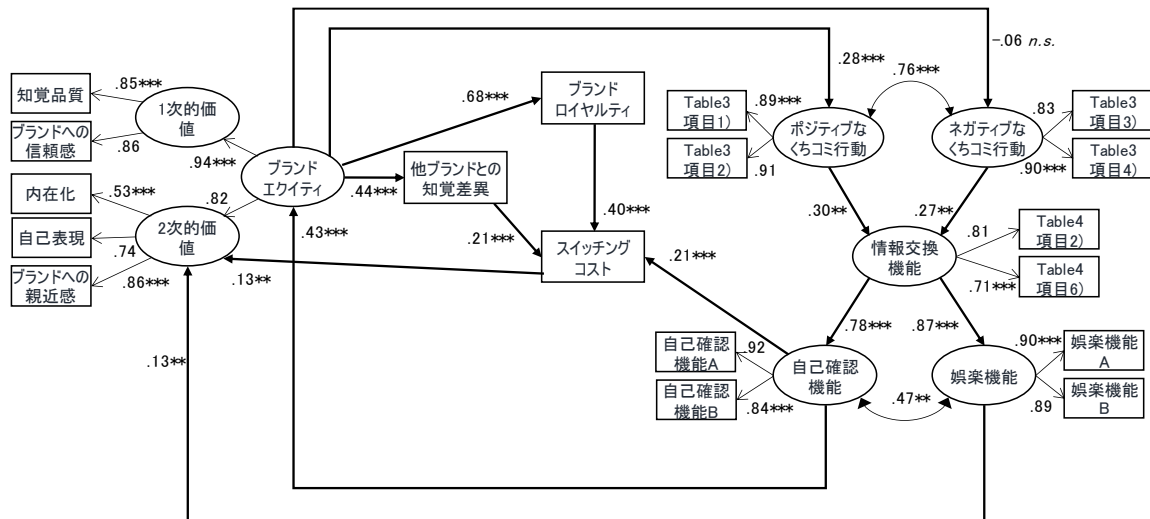 -.06 n.s.
.28***
.76***
知覚品質
.85***
1次的価
値
ブランドへの
信頼感
.86
.94***
.68***
ブランド
ロイヤルティ
Table3
項目1)
.89***
Table3
項目2)
.91
ポジティブな
くちコミ行動
ネガティブな
くちコミ行動
.83
Table3
項目3)
.90***
Table3
項目4)
内在化
.53***
.82
ブランド
エクイティ
.44***
他ブランドとの
知覚差異
自己表現
.74
2次的価
値
ブランドへの
親近感
.86***
.43***
.13**
.21***
.40***
スイッチング
コスト
.21***
.30**
.27**
情報交換
機能
.81
Table4
項目2)
.71***
Table4
項目6)
.13**
.78***
.87***
自己確認
機能A
.92
自己確認
機能B
.84***
自己確認
機能
.47**
娯楽機能
.90***
娯楽機能
A
.89
娯楽機能
B